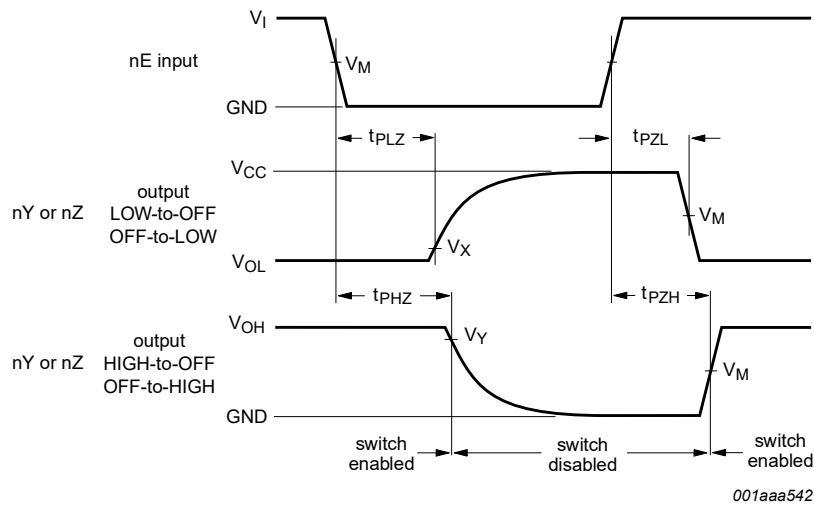 V_I
nE input
V_M
GND
t_PLZ
t_PZL
V_CC
output
nY or nZ LOW-to-OFF
OFF-to-LOW
V_M
V_X
V_OL
t_PHZ
t_PZH
V_OH
output
nY or nZ HIGH-to-OFF
OFF-to-HIGH
V_Y
V_M
GND
switch
enabled
switch
disabled
switch
enabled
001aaa542